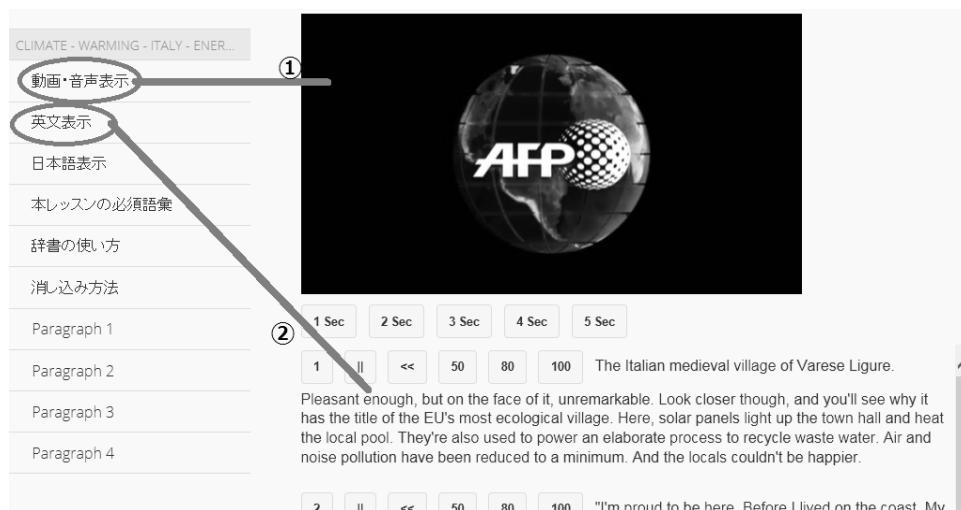 CLIMATE - WARMING - ITALY - ENER...
動画・音声表示
英文表示
日本語表示
本レッスンの必須語彙
辞書の使い方
消し込み方法
Paragraph 1
Paragraph 2
Paragraph 3
Paragraph 4
①
②
AFP
1 Sec 2 Sec 3 Sec 4 Sec 5 Sec
1 || << 50 80 100 The Italian medieval village of Varese Ligure.
Pleasant enough, but on the face of it, unremarkable. Look closer though, and you'll see why it
has the title of the EU's most ecological village. Here, solar panels light up the town hall and heat
the local pool. They're also used to power an elaborate process to recycle waste water. Air and
noise pollution have been reduced to a minimum. And the locals couldn't be happier.
2 || << 50 80 100 "I'm proud to be here. Before I lived on the coast. My